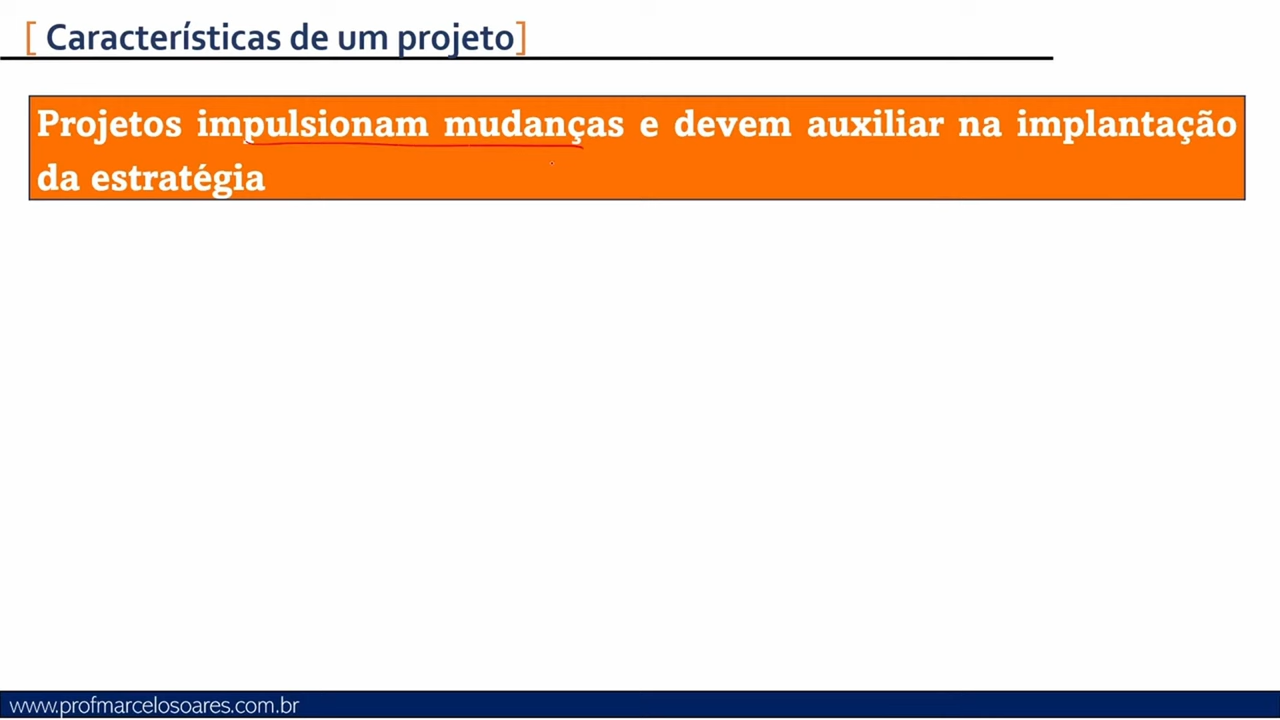 [ Características de um projeto]
Projetos impulsionam mudanças e devem auxiliar na implantação
da estratégia
www.profmarcelosoares.com.br